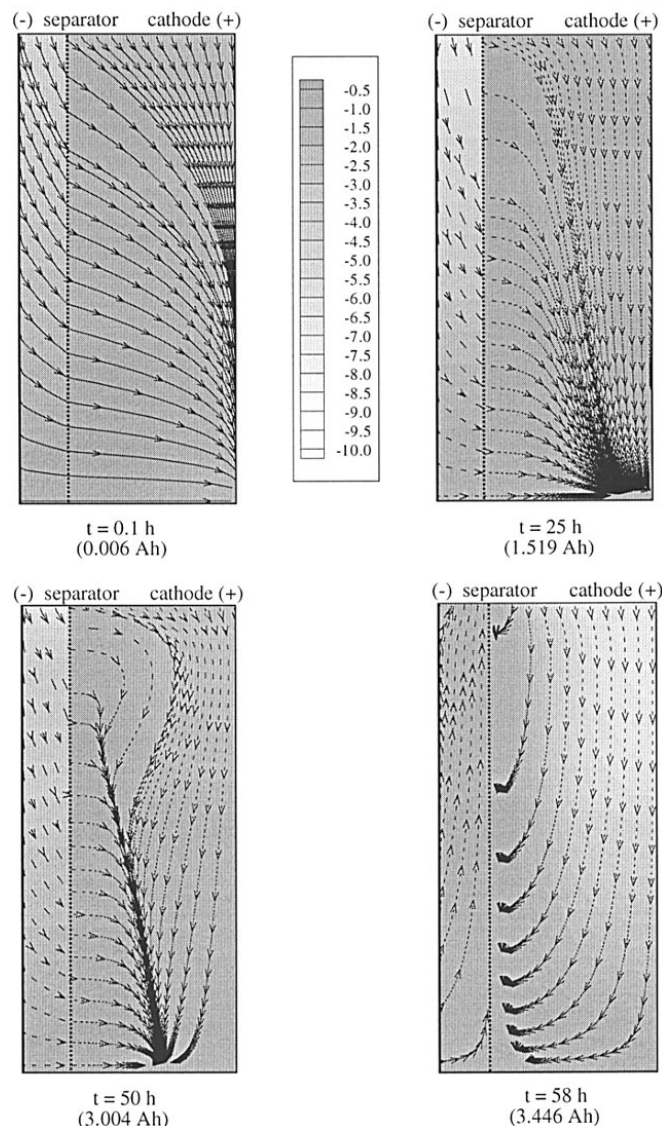 (-) separator cathode (+)
(-) separator cathode (+)
-0.5
-1.0
-1.5
-2.0
-2.5
-3.0
-3.5
-4.0
-4.5
-5.0
-5.5
-6.0
-6.5
-7.0
-7.5
-8.0
-8.5
-9.0
-9.5
-10.0
t = 0.1 h
(0.006 Ah)
t = 25 h
(1.519 Ah)
(-) separator cathode (+)
(-) separator cathode (+)
t = 50 h
(3.004 Ah)
t = 58 h
(3.446 Ah)